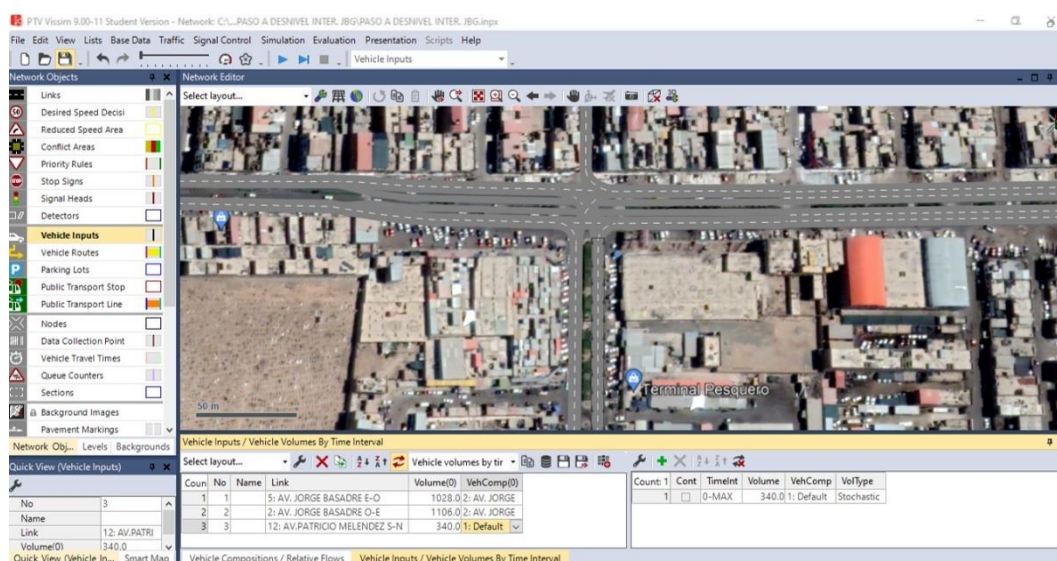 PTV Vissim 9.00-11 Student Version - Network: C:\...PASO A DESNIVEL INTER. JBG\PASO A DESNIVEL INTER. JBG.inpx
File Edit View Lists Base Data Traffic Signal Control Simulation Evaluation Presentation Scripts Help
Vehicle Inputs
Network Objects
Network Editor
Select layout...
Links
Desired Speed Decisi
Reduced Speed Area
Conflict Areas
Priority Rules
Stop Signs
Signal Heads
Detectors
Vehicle Inputs
Vehicle Routes
Parking Lots
Public Transport Stop
Public Transport Line
Nodes
Data Collection Point
Vehicle Travel Times
Queue Counters
Sections
Background Images
Pavement Markings
Network Obj... Levels Backgrounds
50 m
Terminal Pesquero
Quick View (Vehicle Inputs)
No 3
Name
Link 12: AV.PATRI
Volume(0) 340.0
Quick View (Vehicle In... Smart Map
Vehicle Inputs / Vehicle Volumes By Time Interval
Select layout... Vehicle volumes by tir
Coun No Name Link Volume(0) VehComp(0)
1 1 5: AV. JORGE BASADRE E-O 1028.0 2: AV. JORGE
2 2 2: AV. JORGE BASADRE O-E 1106.0 2: AV. JORGE
3 3 12: AV.PATRICIO MELENDEZ S-N 340.0 1: Default
Count: 1 Cont TimeInt Volume VehComp VolType
1 0-MAX 340.0 1: Default Stochastic
Vehicle Compositions / Relative Flows Vehicle Inputs / Vehicle Volumes By Time Interval